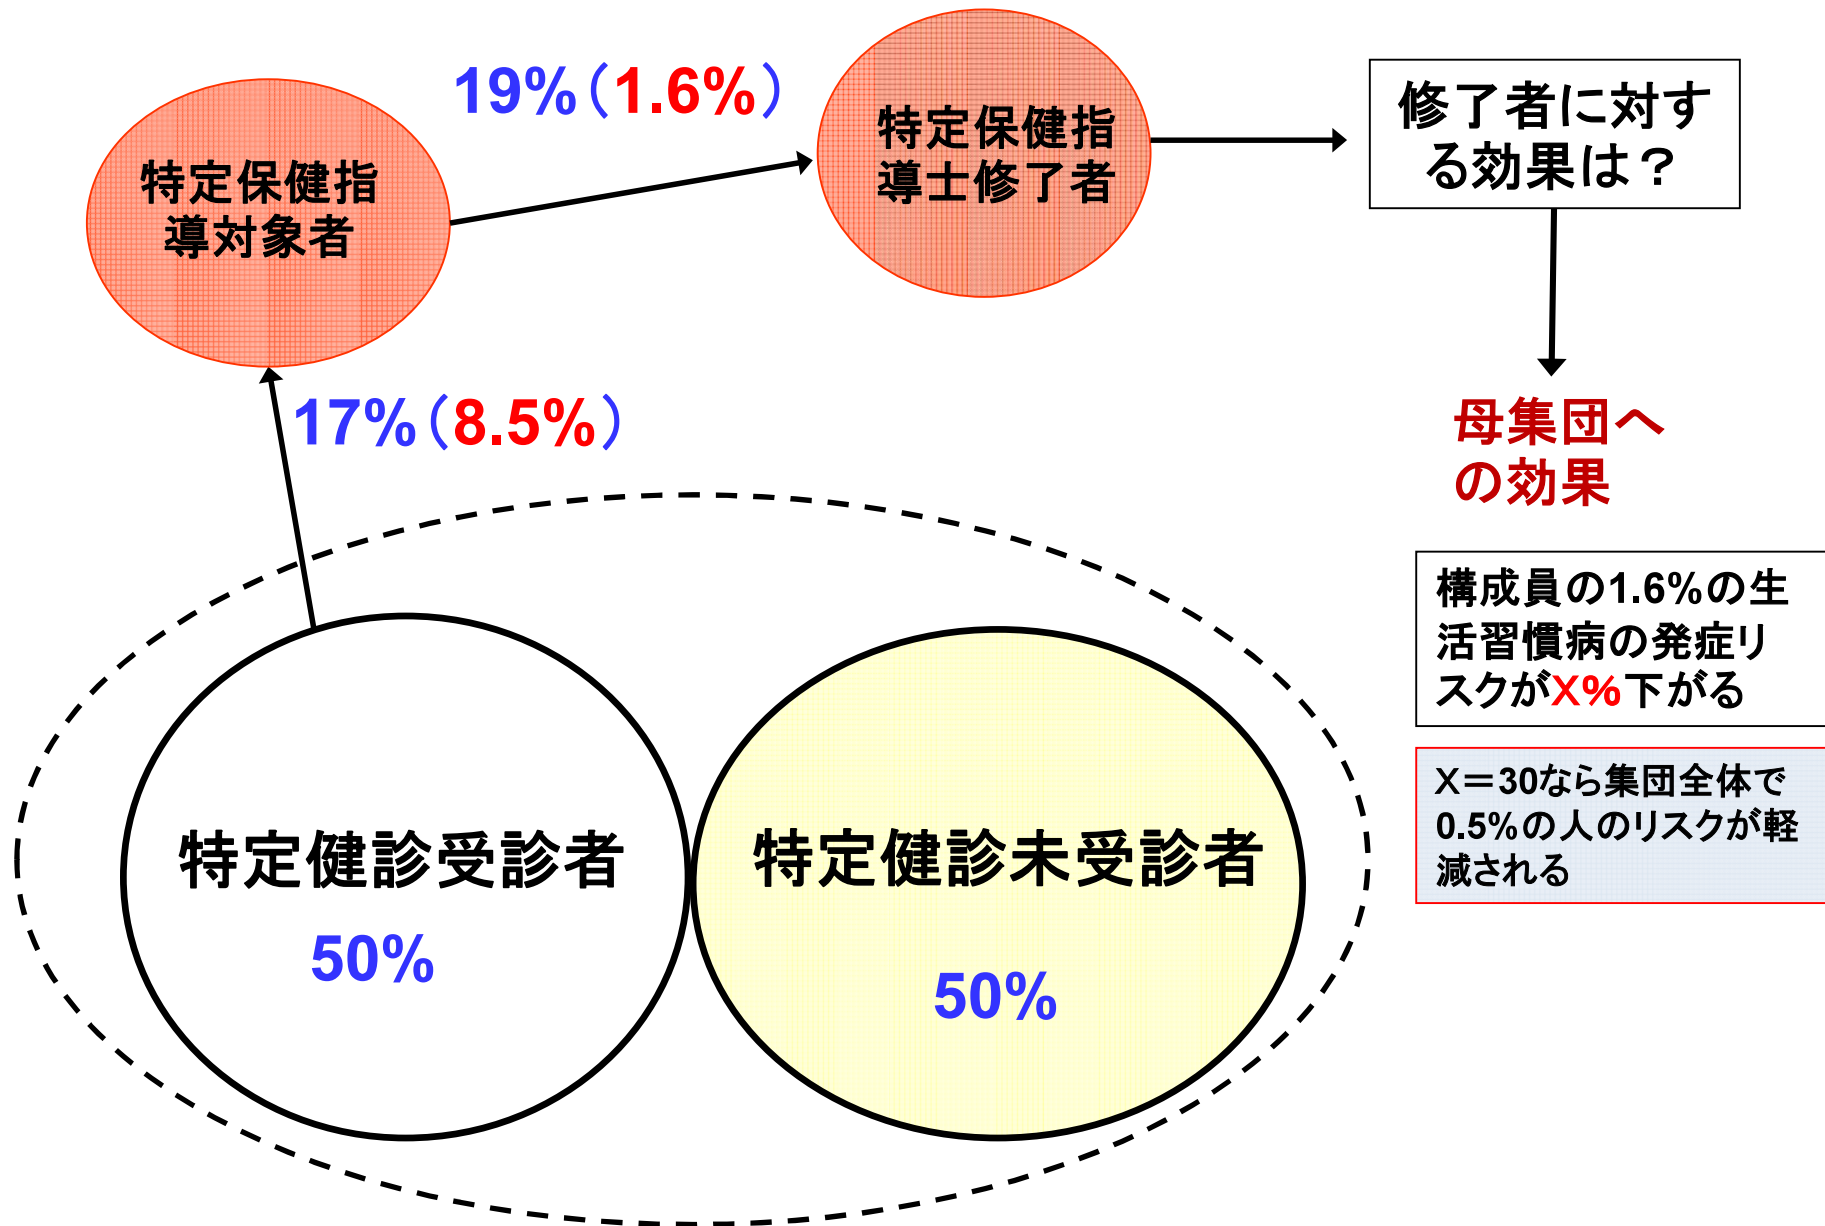 19%（1.6%）
特定保健指
導士修了者
修了者に対す
る効果は？
特定保健指
導対象者
17%（8.5%）
母集団へ
の効果
構成員の1.6%の生
活習慣病の発症リ
スクがX%下がる
X＝30なら集団全体で
0.5%の人のリスクが軽
減される
特定健診受診者
50%
特定健診未受診者
50%